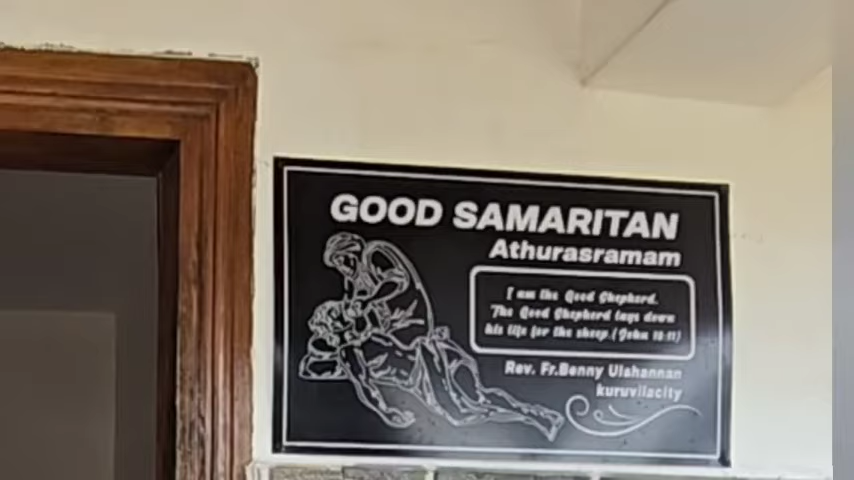 GOOD SAMARITAN
Athurasramam
I am the Good Shepherd.
The Good Shepherd lays down
his life for the sheep.(John 10:11)
Rev. Fr.Benny Ulahannan
kuruvilacity